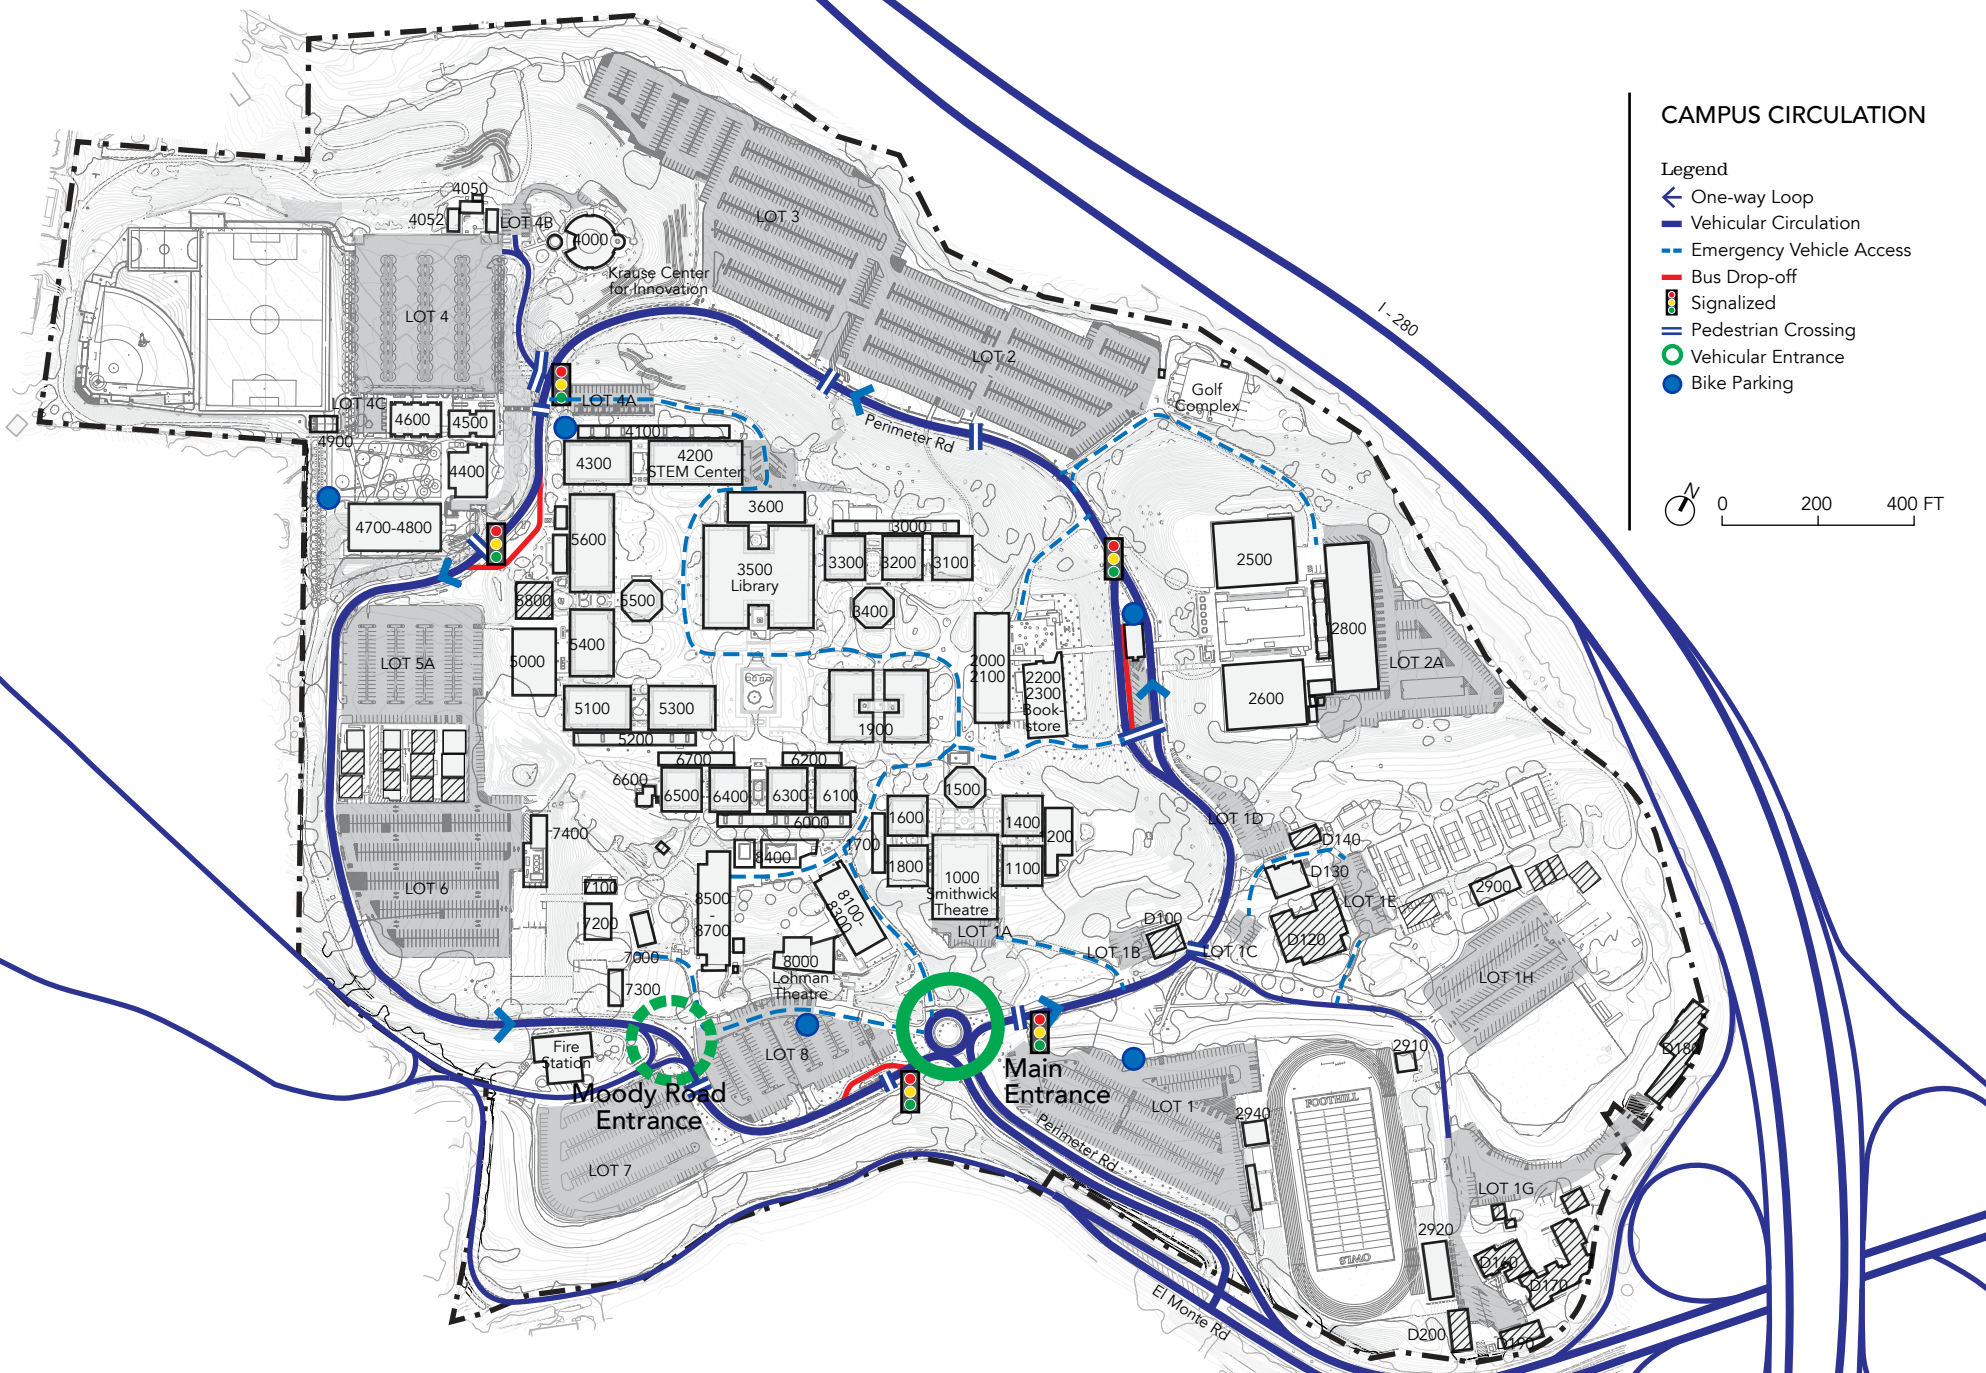 CAMPUS CIRCULATION
Legend
One-way Loop
Vehicular Circulation
Emergency Vehicle Access
Bus Drop-off
Signalized
Pedestrian Crossing
Vehicular Entrance
Bike Parking
N
0 200 400 FT
I - 280
4050
4052
LOT 4B
4000
Krause Center
for Innovation
LOT 3
LOT 4
LOT 2
Golf
Complex
Perimeter Rd
LOT 4A
OT 4C
4600
4500
4900
4400
4100
4300
4200
STEM Center
4700-4800
3600
3000
5600
3500
Library
3300
3200
3100
2500
5800
5500
3400
2800
5400
5000
LOT 5A
2000
2100
2200
2300
Book-
store
LOT 2A
2600
5100
5300
1900
5200
6700
6200
6600
6500
6400
6300
6100
1500
6000
1600
1400
200
LOT 1D
7400
8400
1700
1800
1100
D140
D130
1000
Smithwick
Theatre
LOT 6
7100
8500
-
8700
8100-
8300
2900
LOT 1E
7200
D100
D120
LOT 1A
LOT 1B
LOT 1C
7000
8000
Lohman
Theatre
7300
LOT 1H
Fire
Station
LOT 8
Moody Road
Entrance
Main
Entrance
2910
D180
LOT 1
2940
FOOTHILL
Perimeter Rd
LOT 7
LOT 1G
2920
D160
D170
OWLS
El Monte Rd
D200
D190